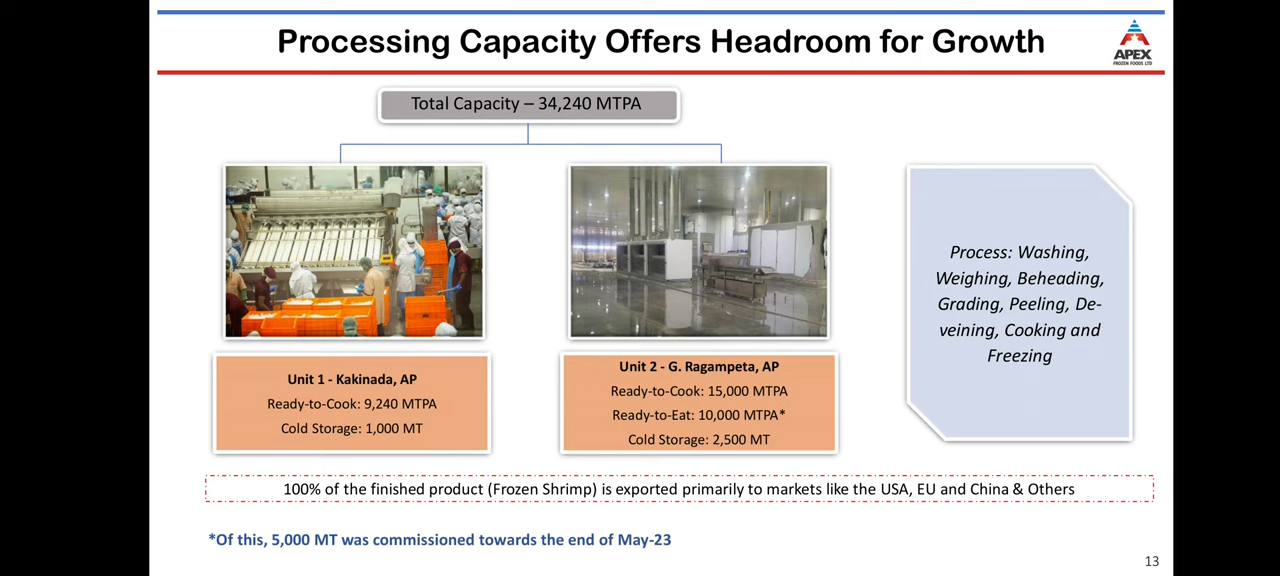 Processing Capacity Offers Headroom for Growth
APEX
FROZEN FOODS LTD
Total Capacity – 34,240 MTPA
Unit 1 - Kakinada, AP
Ready-to-Cook: 9,240 MTPA
Cold Storage: 1,000 MT
Unit 2 - G. Ragampeta, AP
Ready-to-Cook: 15,000 MTPA
Ready-to-Eat: 10,000 MTPA*
Cold Storage: 2,500 MT
Process: Washing,
Weighing, Beheading,
Grading, Peeling, De-
veining, Cooking and
Freezing
100% of the finished product (Frozen Shrimp) is exported primarily to markets like the USA, EU and China & Others
*Of this, 5,000 MT was commissioned towards the end of May-23
13